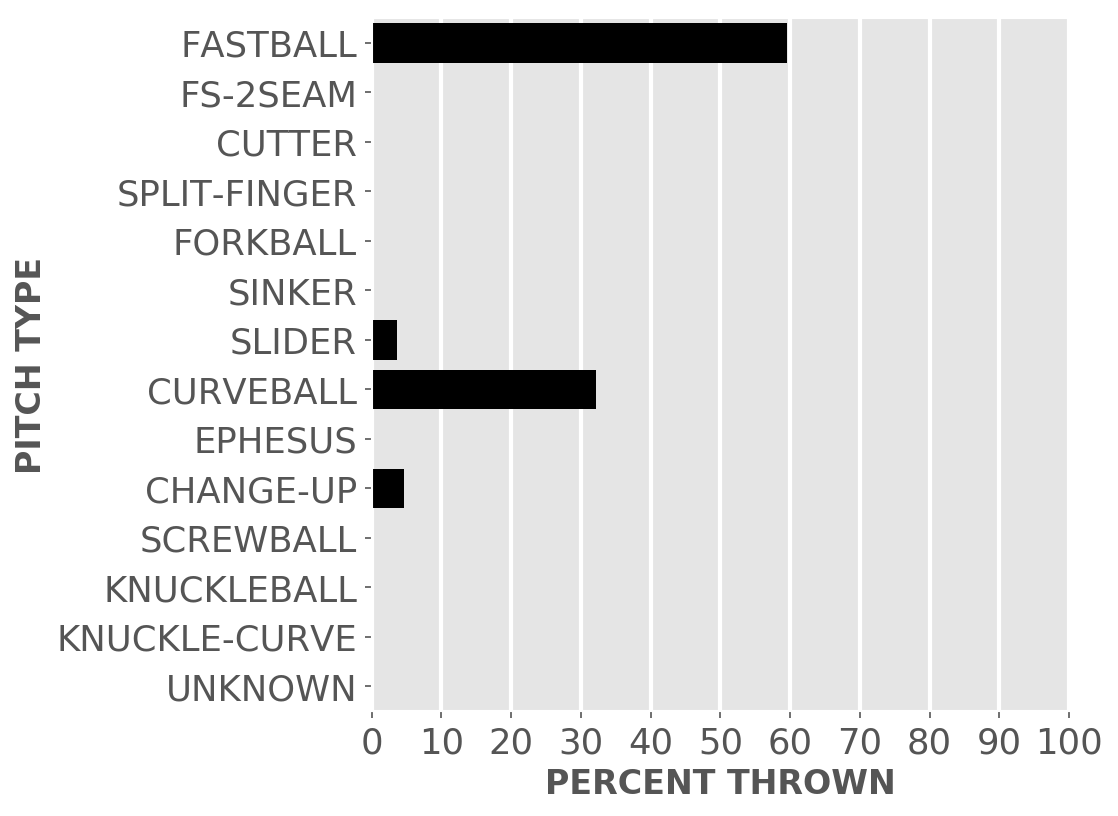 FASTBALL
FS-2SEAM
CUTTER
SPLIT-FINGER
FORKBALL
SINKER
SLIDER
CURVEBALL
EPHESUS
CHANGE-UP
SCREWBALL
KNUCKLEBALL
KNUCKLE-CURVE
UNKNOWN
PITCH TYPE
0 10 20 30 40 50 60 70 80 90 100
PERCENT THROWN